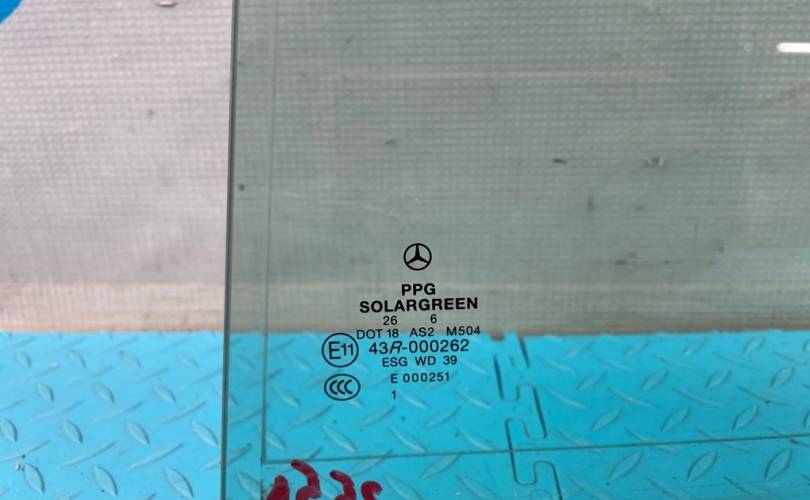 PPG
SOLARGREEN
26 6
DOT 18 AS2 M504
E11 43R-000262
ESG WD 39
CCC E 000251
1